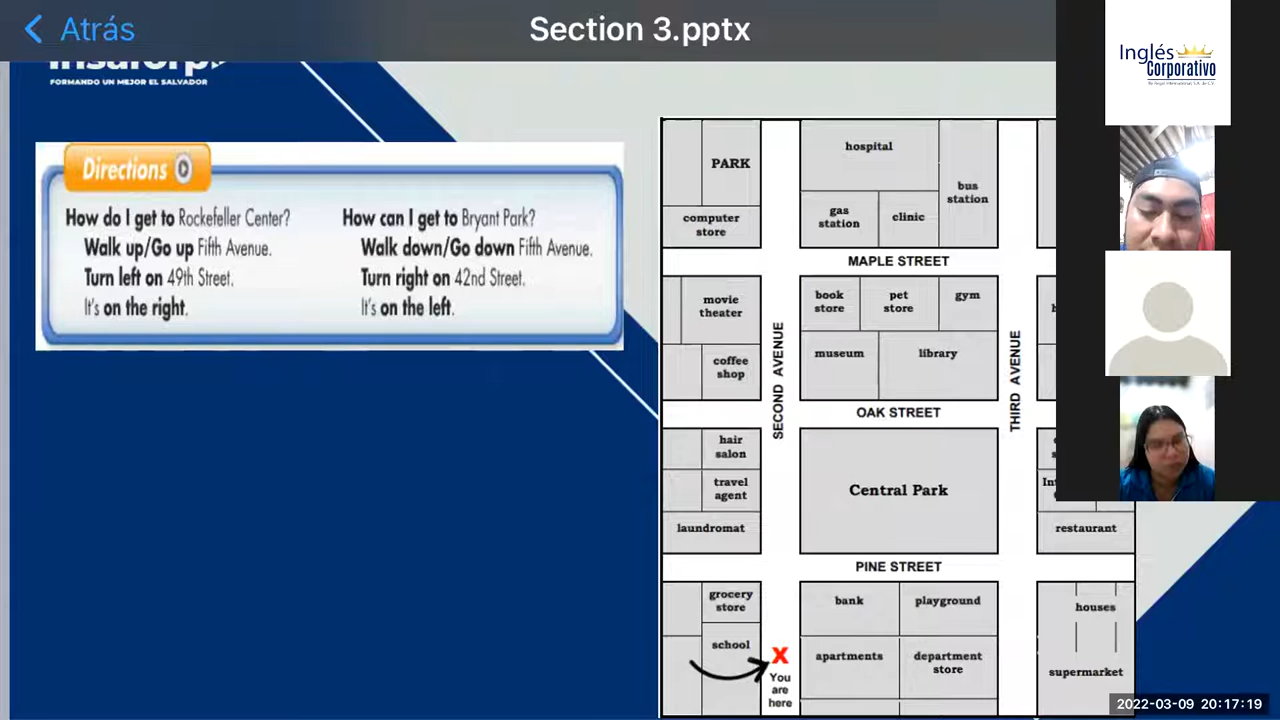 Atrás
Section 3.pptx
Inglés
Corporativo
FORMANDO UN MEJOR EL SALVADOR
Directions
How do I get to Rockefeller Center?
Walk up/Go up Fifth Avenue.
Turn left on 49th Street.
It's on the right.
How can I get to Bryant Park?
Walk down/Go down Fifth Avenue.
Turn right on 42nd Street.
It's on the left.
PARK
computer
store
hospital
gas
station
clinic
bus
station
MAPLE STREET
movie
theater
coffee
shop
book
store
pet
store
gym
museum
library
SECOND AVENUE
THIRD AVENUE
OAK STREET
hair
salon
travel
agent
laundromat
Central Park
restaurant
PINE STREET
grocery
store
school
X
You
are
here
bank
playground
apartments
department
store
houses
supermarket
2022-03-09 20:17:19